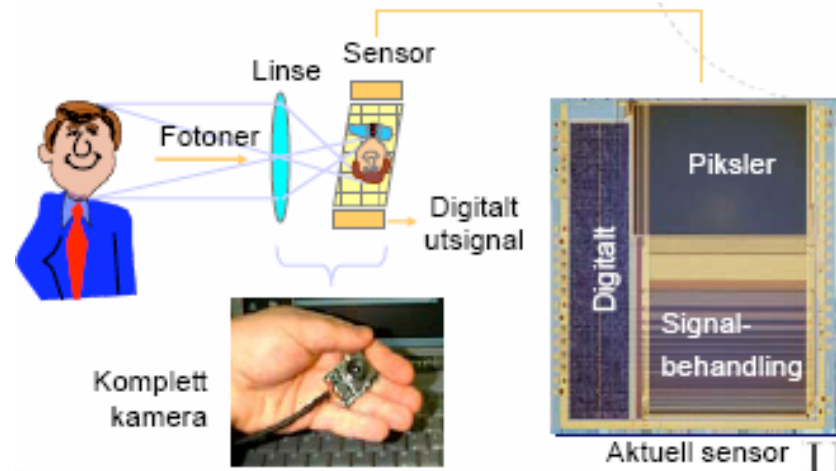 Sensor
Linse
Fotoner
Piksler
Digitalt
utsignal
Digitalt
Signal-
behandling
Komplett
kamera
Aktuell sensor